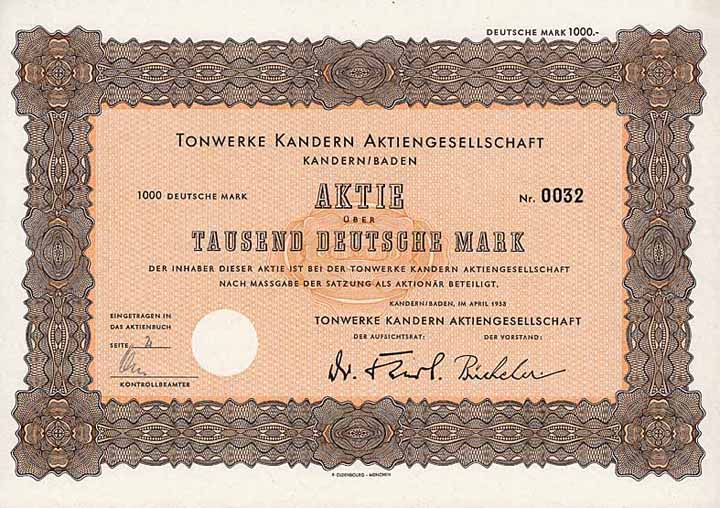 DEUTSCHE MARK 1000.-
TONWERKE KANDERN AKTIENGESELLSCHAFT
KANDERN/BADEN
1000 DEUTSCHE MARK
AKTIE
Nr. 0032
ÜBER
TAUSEND DEUTSCHE MARK
DER INHABER DIESER AKTIE IST BEI DER TONWERKE KANDERN AKTIENGESELLSCHAFT
NACH MASSGABE DER SATZUNG ALS AKTIONÄR BETEILIGT.
KANDERN/BADEN, IM APRIL 1953
EINGETRAGEN IN
DAS AKTIENBUCH
SEITE
KONTROLLBEAMTER
TONWERKE KANDERN AKTIENGESELLSCHAFT
DER AUFSICHTSRAT: DER VORSTAND:
Dr.